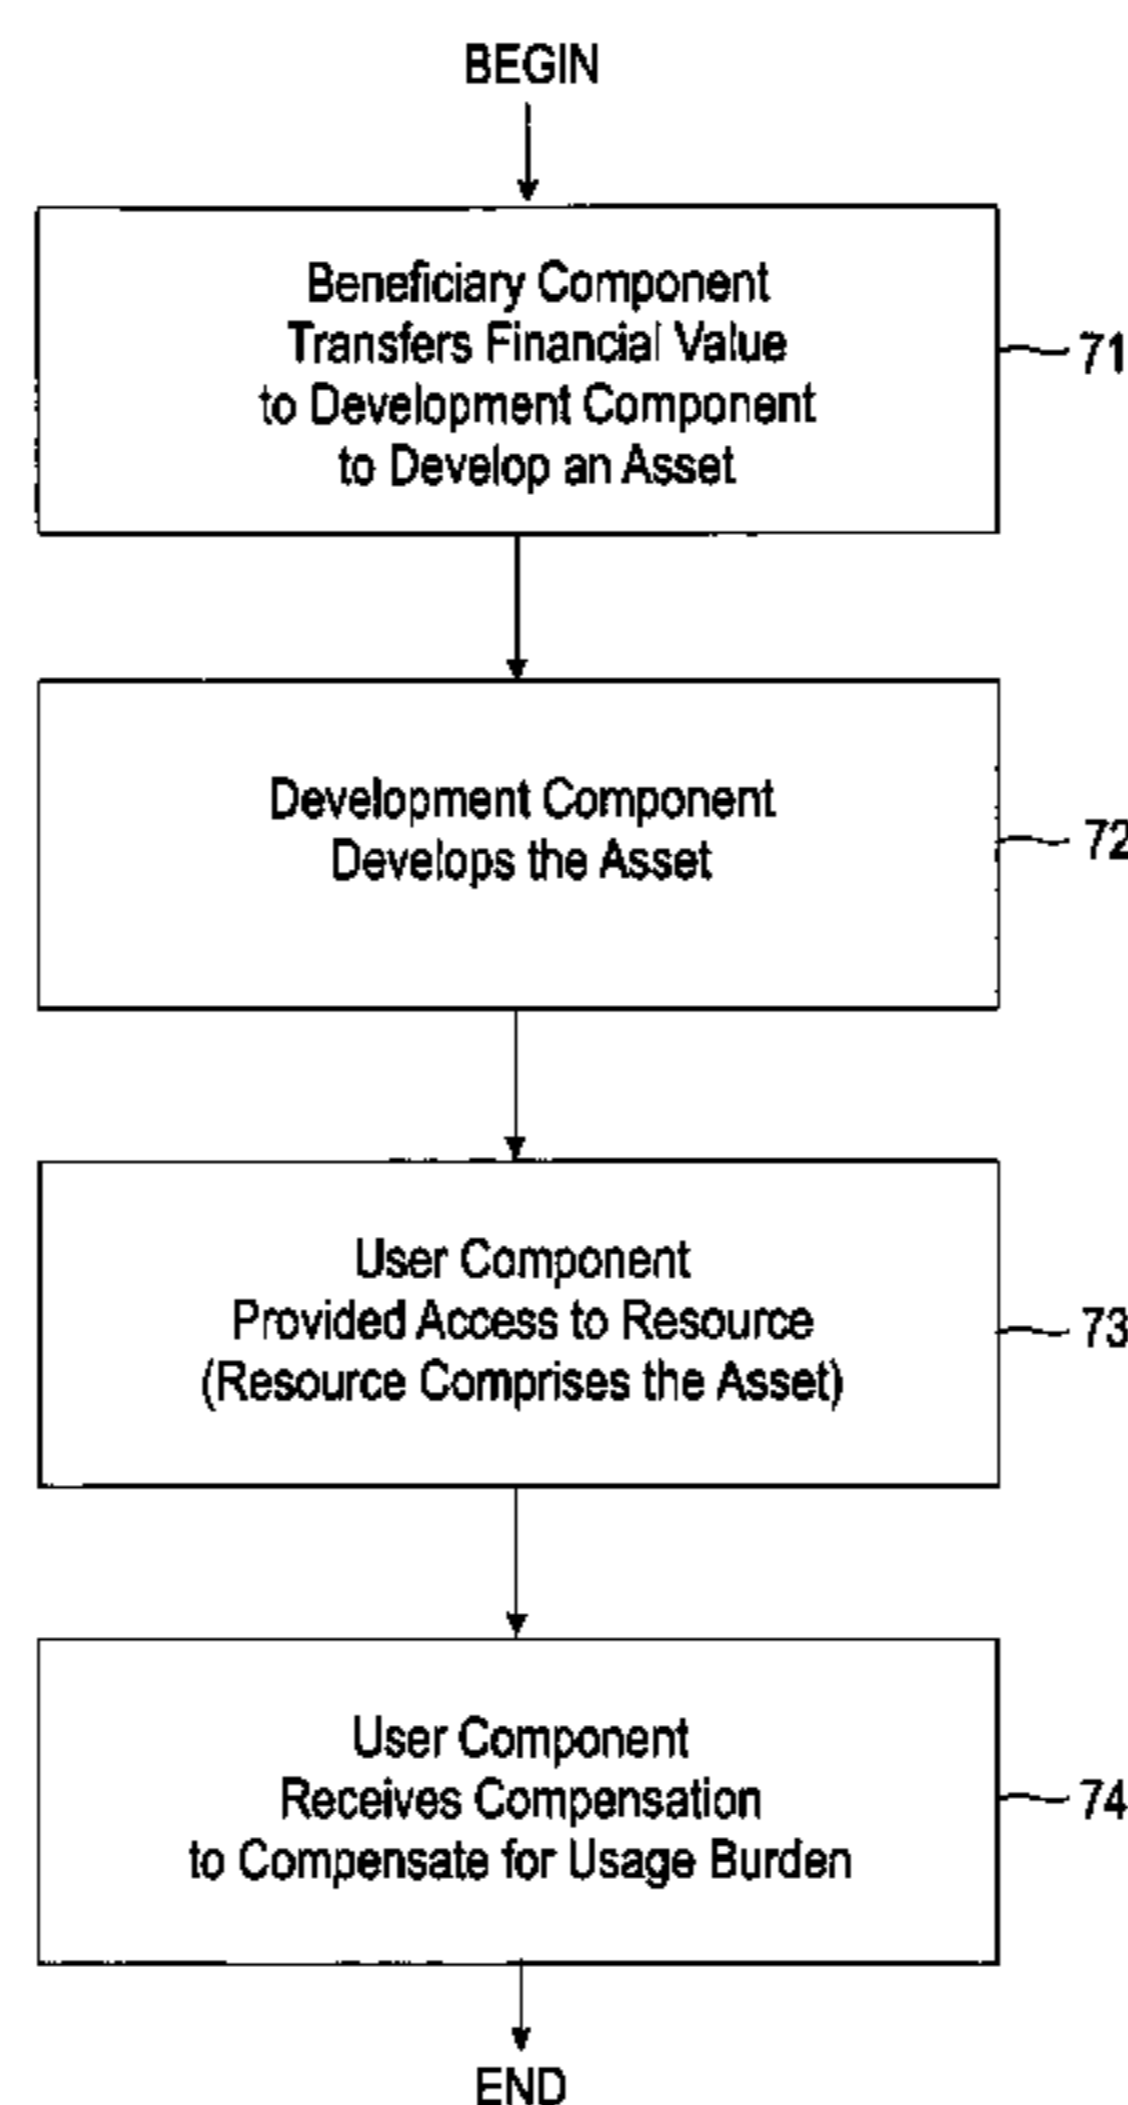 BEGIN
Beneficiary Component
Transfers Financial Value
to Development Component
to Develop an Asset
71
Development Component
Develops the Asset
72
User Component
Provided Access to Resource
(Resource Comprises the Asset)
73
User Component
Receives Compensation
to Compensate for Usage Burden
74
END